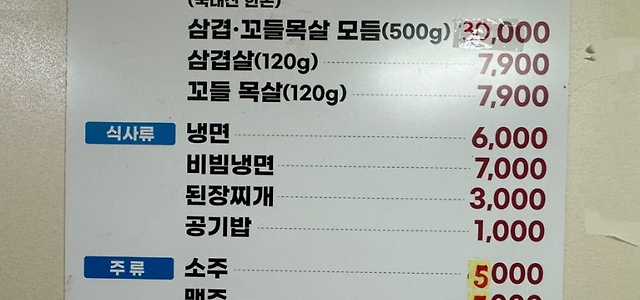 (국내산 한돈)
삼겹·꼬들목살 모듬(500g) 30,000
삼겹살(120g) 7,900
꼬들 목살(120g) 7,900
식사류 냉면 6,000
비빔냉면 7,000
된장찌개 3,000
공기밥 1,000
주류 소주 5000
맥주